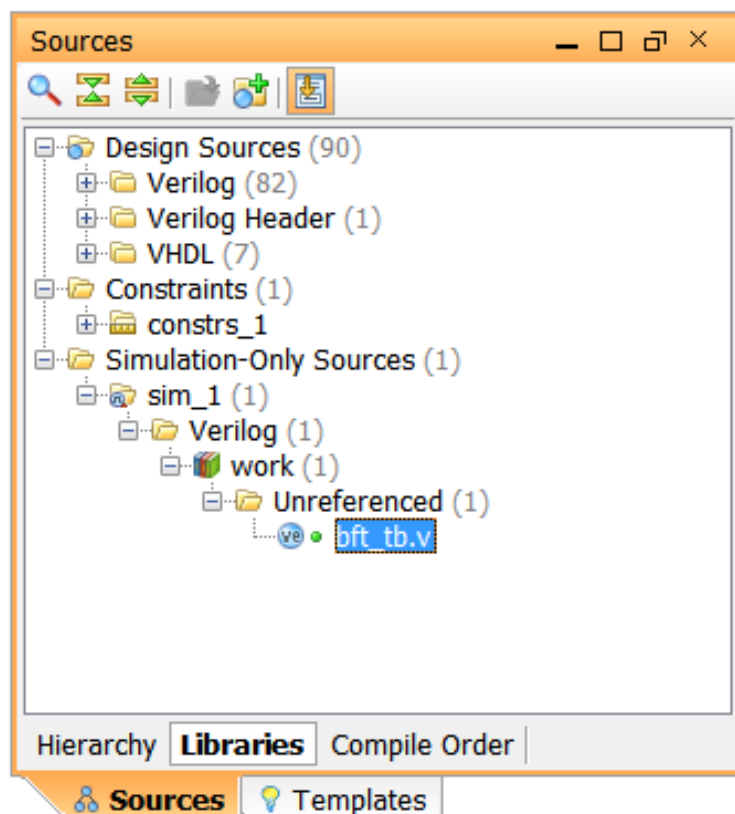 Sources
Design Sources (90)
Verilog (82)
Verilog Header (1)
VHDL (7)
Constraints (1)
constrs_1
Simulation-Only Sources (1)
sim_1 (1)
Verilog (1)
work (1)
Unreferenced (1)
ve bft_tb.v
Hierarchy Libraries Compile Order
Sources Templates